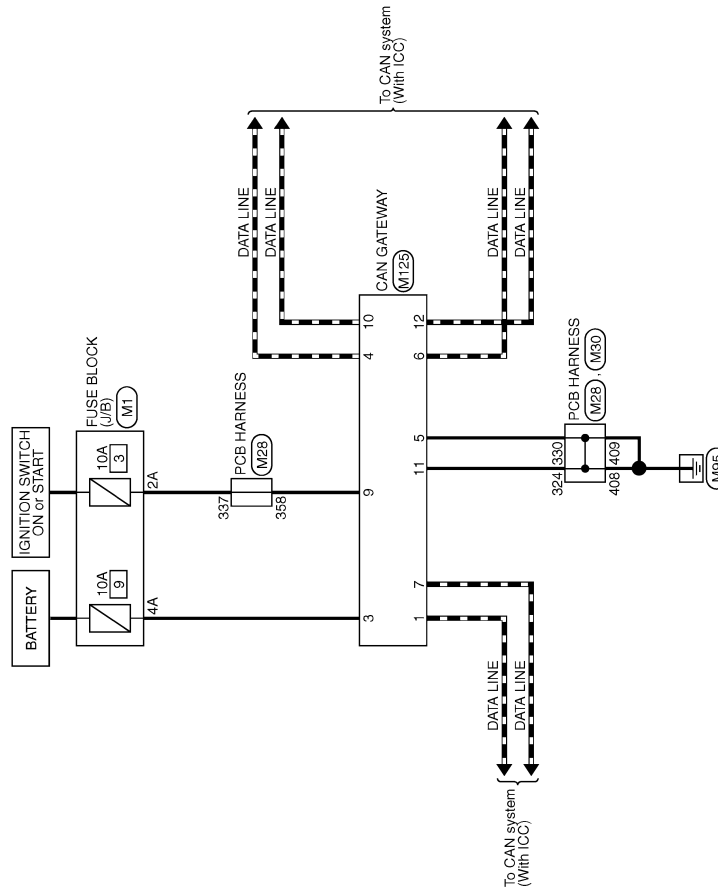 BATTERY
IGNITION SWITCH
ON or START
FUSE BLOCK
(J/B)
M1
10A
9
10A
3
4A
2A
337
358
PCB HARNESS
M28
CAN GATEWAY
M125
3
9
4
10
1
7
11
5
6
12
DATA LINE
DATA LINE
To CAN system
(With ICC)
DATA LINE
DATA LINE
DATA LINE
DATA LINE
To CAN system
(With ICC)
324
330
408
409
PCB HARNESS
M28 , M30
M95